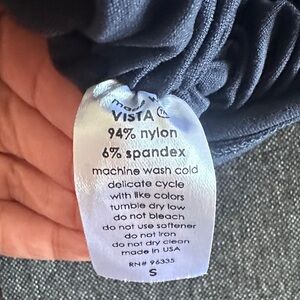 VISTA
94% nylon
6% spandex
machine wash cold
delicate cycle
with like colors
tumble dry low
do not bleach
do not use softener
do not iron
do not dry clean
made in USA
RN# 96335
S